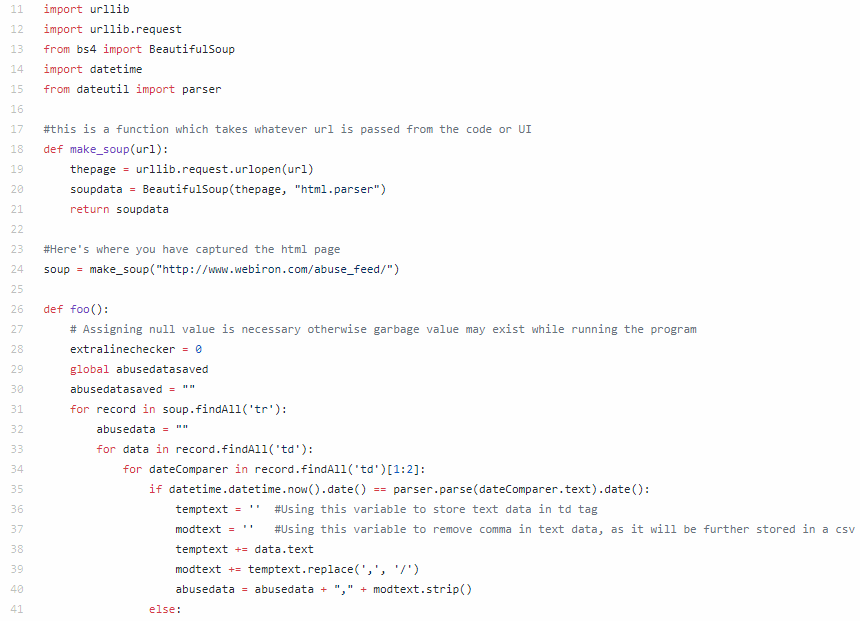 11 import urllib
12 import urllib.request
13 from bs4 import BeautifulSoup
14 import datetime
15 from dateutil import parser
16
17 #this is a function which takes whatever url is passed from the code or UI
18 def make_soup(url):
19     thepage = urllib.request.urlopen(url)
20     soupdata = BeautifulSoup(thepage, "html.parser")
21     return soupdata
22
23 #Here's where you have captured the html page
24 soup = make_soup("http://www.webiron.com/abuse_feed/")
25
26 def foo():
27     # Assigning null value is necessary otherwise garbage value may exist while running the program
28     extralinechecker = 0
29     global abusedatasaved
30     abusedatasaved = ""
31     for record in soup.findAll('tr'):
32         abusedata = ""
33         for data in record.findAll('td'):
34             for dateComparer in record.findAll('td')[1:2]:
35                 if datetime.datetime.now().date() == parser.parse(dateComparer.text).date():
36                     temptext = ''  #Using this variable to store text data in td tag
37                     modtext = ''   #Using this variable to remove comma in text data, as it will be further stored in a csv
38                     temptext += data.text
39                     modtext += temptext.replace(',', '/')
40                     abusedata = abusedata + "," + modtext.strip()
41                 else: